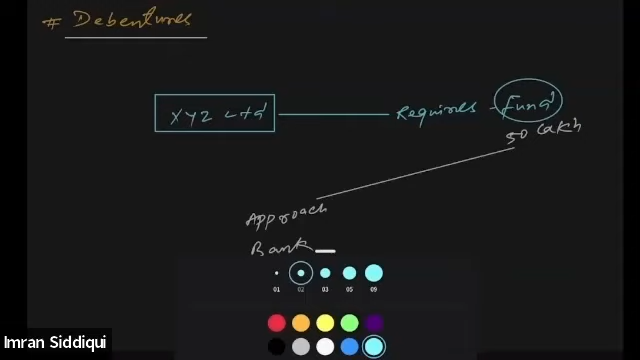 # Debentures
XYZ Ltd Requires Fund
50 Lakh
Approach
Bank
01 02 03 05 09
Imran Siddiqui